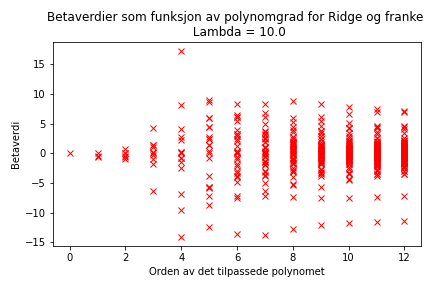 Betaverdier som funksjon av polynomgrad for Ridge og franke
Lambda = 10.0
15
10
5
0
−5
−10
−15
Betaverdi
0 2 4 6 8 10 12
Orden av det tilpassede polynomet